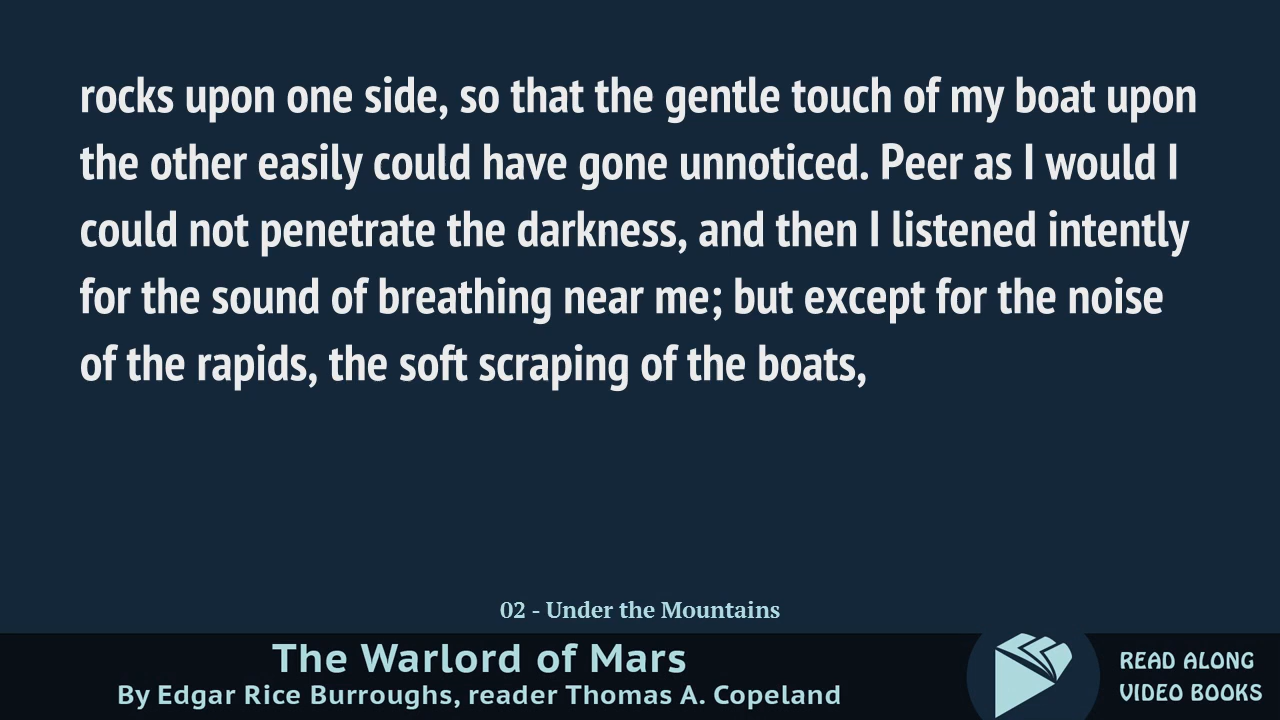 rocks upon one side, so that the gentle touch of my boat upon
the other easily could have gone unnoticed. Peer as I would I
could not penetrate the darkness, and then I listened intently
for the sound of breathing near me; but except for the noise
of the rapids, the soft scraping of the boats,
02 - Under the Mountains
The Warlord of Mars
By Edgar Rice Burroughs, reader Thomas A. Copeland
READ ALONG
VIDEO BOOKS